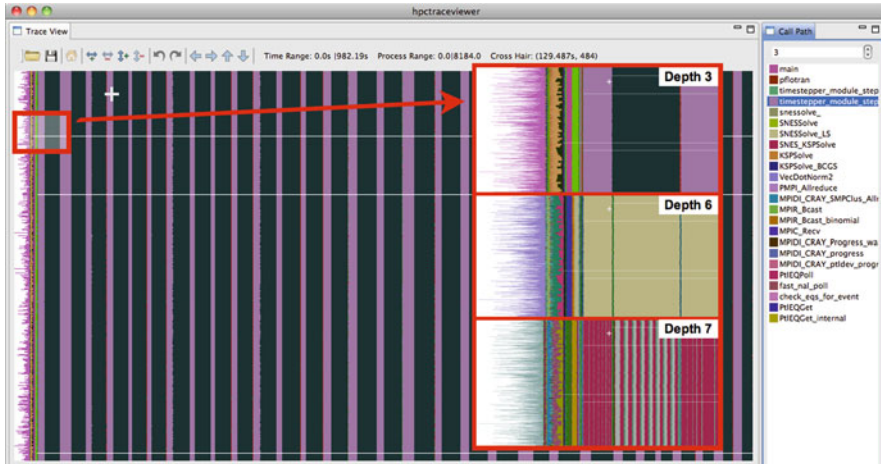 hpctraceviewer
Trace View
Time Range: 0.0s |982.19s Process Range: 0.0|8184.0 Cross Hair: (129.487s, 484)
Depth 3
Depth 6
Depth 7
Call Path
3
main
pflotran
timestepper_module_step
timestepper_module_step
snessolve_
SNESSolve
SNESSolve_LS
SNES_KSPSolve
KSPSolve
KSPSolve_BCGS
VecDotNorm2
PMPI_Allreduce
MPIDI_CRAY_SMPClus_Allr
MPIR_Bcast
MPIR_Bcast_binomial
MPIC_Recv
MPIDI_CRAY_Progress_wa
MPIDI_CRAY_progress
MPIDI_CRAY_ptldev_progr
PtlEQPoll
fast_nal_poll
check_eqs_for_event
PtlEQGet
PtlEQGet_internal